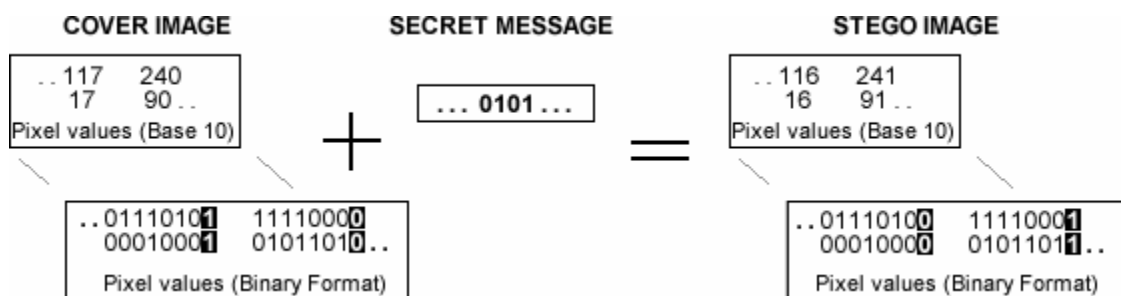 COVER IMAGE SECRET MESSAGE STEGO IMAGE
..117 240
17 90..
Pixel values (Base 10)
+
... 0101 ...
=
..116 241
16 91..
Pixel values (Base 10)
..01110101 11110000
00010001 01011010..
Pixel values (Binary Format)
..01110100 11110001
00010000 01011011..
Pixel values (Binary Format)